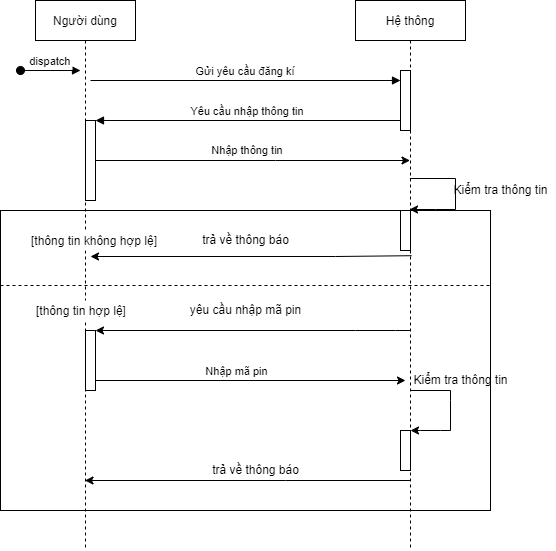 Người dùng
Hệ thông
dispatch
Gửi yêu cầu đăng kí
Yêu cầu nhập thông tin
Nhập thông tin
Kiểm tra thông tin
[thông tin không hợp lệ]
trả về thông báo
[thông tin hợp lệ]
yêu cầu nhập mã pin
Nhập mã pin
Kiểm tra thông tin
trả về thông báo